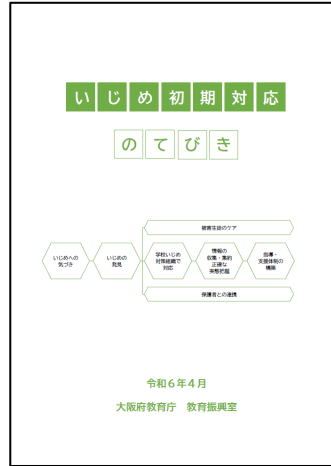 いじめ初期対応
のてびき
被害生徒のケア
いじめへの
気づき
いじめの
発見
学校いじめ
対策組織で
対応
情報の
収集・集約
正確な
実態把握
指導・
支援体制の
構築
保護者との連携
令和６年４月
大阪府教育庁　教育振興室